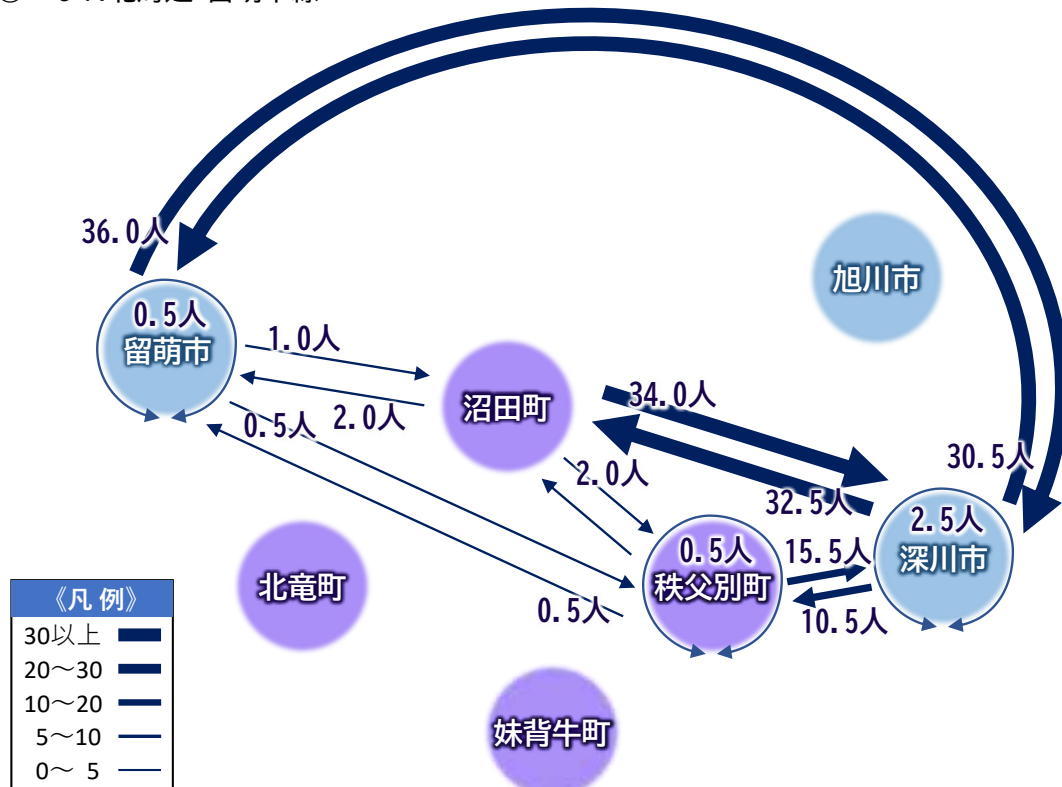 36.0人
旭川市
0.5人
留萌市
1.0人
2.0人
沼田町
34.0人
0.5人
30.5人
2.0人
32.5人
2.5人
深川市
0.5人
秩父別町
15.5人
10.5人
0.5人
北竜町
妹背牛町
《凡 例》
30以上
20～30
10～20
5～10
0～ 5